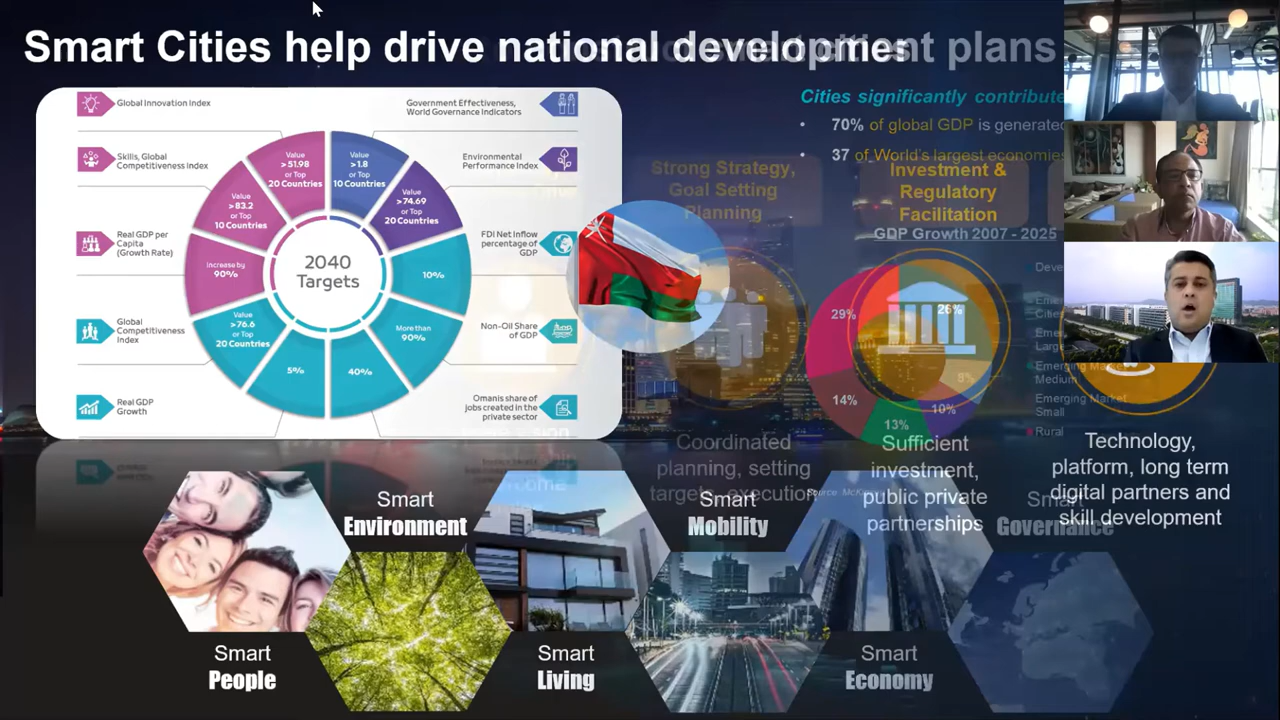 Smart Cities help drive national development plans
Global Innovation Index
Skills, Global
Competitiveness Index
Real GDP per
Capita
(Growth Rate)
Global
Competitiveness
Index
Real GDP
Growth
Government Effectiveness,
World Governance Indicators
Environmental
Performance Index
FDI Net Inflow
percentage of
GDP
Non-Oil Share
of GDP
Omanis share of
jobs created in the
private sector
Value
>51.98
or Top
20 Countries
Value
>1.8
or Top
10 Countries
Value
>83.2
or Top
10 Countries
Value
>74.69
or Top
20 Countries
Increase by
90%
10%
Value
>76.6
or Top
20 Countries
More than
90%
5%
40%
2040
Targets
Cities significantly contribute
• 70% of global GDP is generated
• 37 of World's largest economies
Strong Strategy,
Goal Setting
Planning
Investment &
Regulatory
Facilitation
GDP Growth 2007 - 2025
29%
26%
8%
10%
13%
14%
Emerging Market
Medium
Emerging Market
Small
Rural
Coordinated
planning, setting
targets, execution
Sufficient
investment,
public private
partnerships
Technology,
platform, long term
digital partners and
skill development
Smart
People
Smart
Environment
Smart
Living
Smart
Mobility
Smart
Economy
Smart
Governance